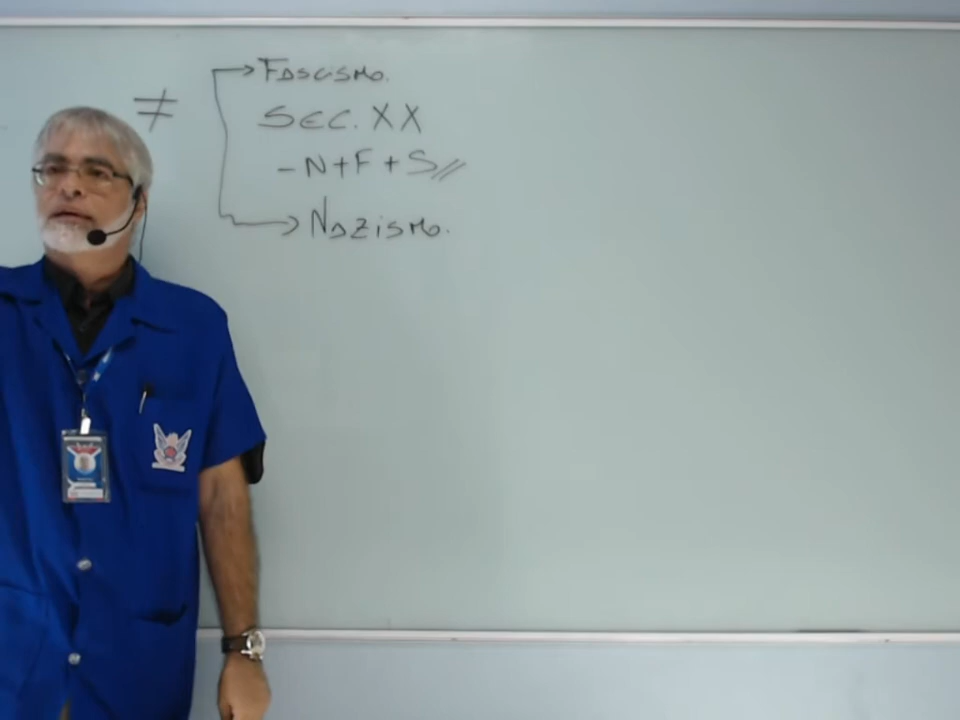 ≠ → Fascismo.
Sec. XX
- N + F + S //
→ Nazismo.